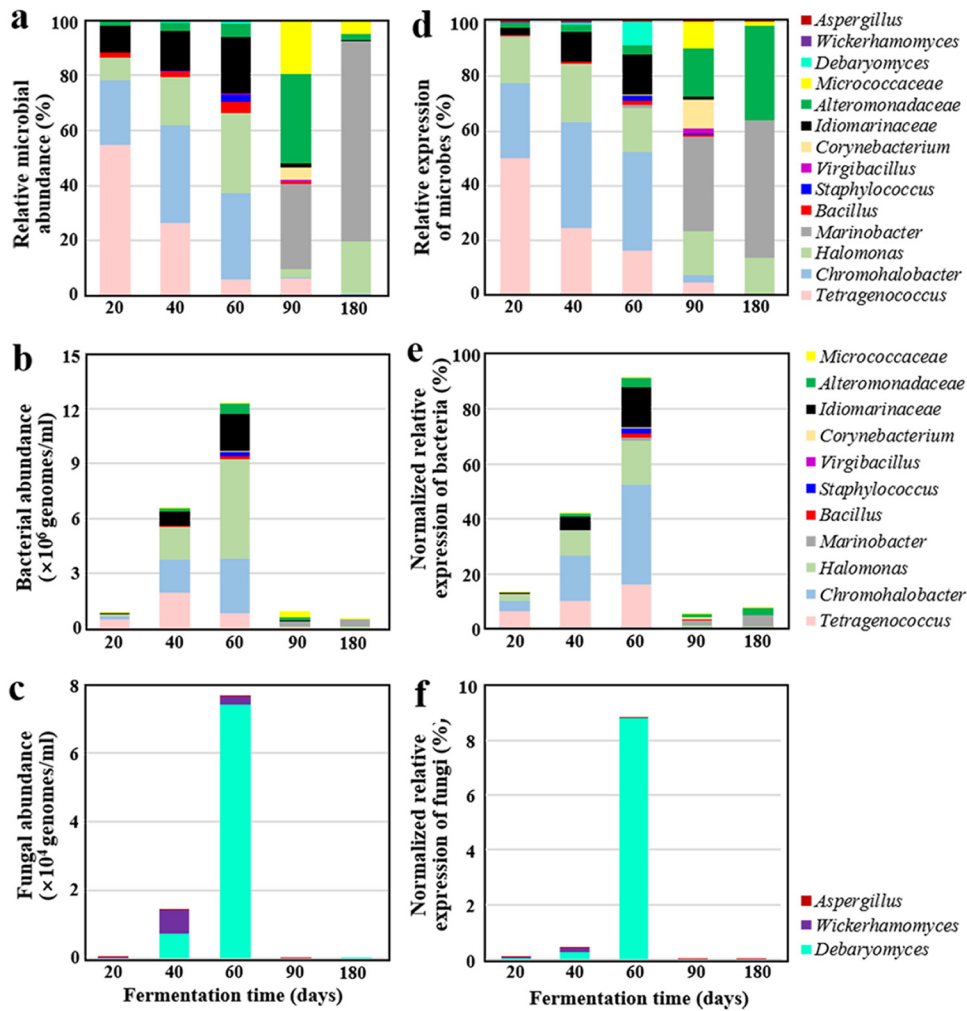 a
Relative microbial
abundance (%)
100
80
60
40
20
0
20 40 60 90 180
d
Relative expression
of microbes (%)
100
80
60
40
20
0
20 40 60 90 180
Aspergillus
Wickerhamomyces
Debaryomyces
Micrococcaceae
Alteromonadaceae
Idiomarinaceae
Corynebacterium
Virgibacillus
Staphylococcus
Bacillus
Marinobacter
Halomonas
Chromohalobacter
Tetragenococcus
b
Bacterial abundance
(×10⁶ genomes/ml)
15
12
9
6
3
0
20 40 60 90 180
e
Normalized relative
expression of bacteria (%)
100
80
60
40
20
0
20 40 60 90 180
Micrococcaceae
Alteromonadaceae
Idiomarinaceae
Corynebacterium
Virgibacillus
Staphylococcus
Bacillus
Marinobacter
Halomonas
Chromohalobacter
Tetragenococcus
c
Fungal abundance
(×10⁴ genomes/ml)
8
6
4
2
0
20 40 60 90 180
Fermentation time (days)
f
Normalized relative
expression of fungi (%)
10
8
6
4
2
0
20 40 60 90 180
Fermentation time (days)
Aspergillus
Wickerhamomyces
Debaryomyces